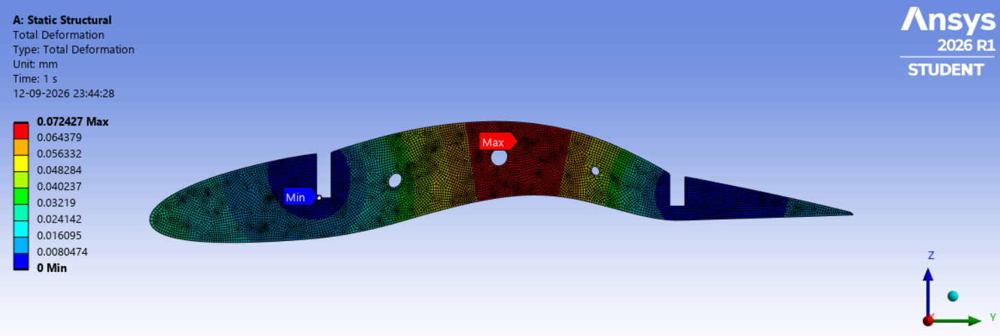 A: Static Structural
Total Deformation
Type: Total Deformation
Unit: mm
Time: 1 s
12-09-2026 23:44:28
0.072427 Max
0.064379
0.056332
0.048284
0.040237
0.03219
0.024142
0.016095
0.0080474
0 Min
Max
Min
Ansys
2026 R1
STUDENT
Z
Y